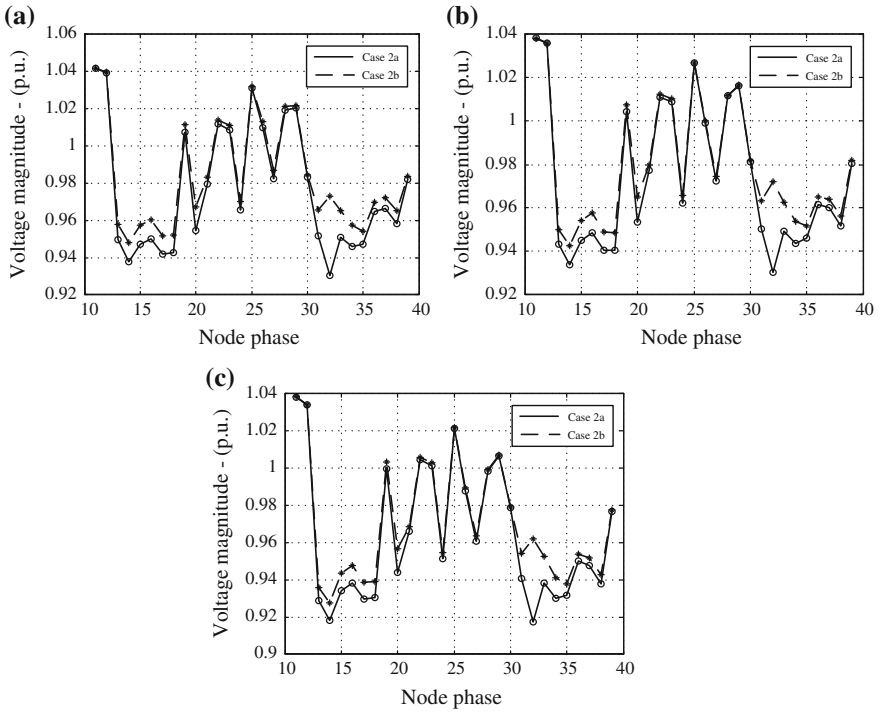 (a)
1.06
1.04
1.02
1
0.98
0.96
0.94
0.92
10 15 20 25 30 35 40
Voltage magnitude - (p.u.)
Node phase
Case 2a
Case 2b
(b)
1.04
1.02
1
0.98
0.96
0.94
0.92
10 15 20 25 30 35 40
Voltage magnitude - (p.u.)
Node phase
Case 2a
Case 2b
(c)
1.04
1.02
1
0.98
0.96
0.94
0.92
0.9
10 15 20 25 30 35 40
Voltage magnitude - (p.u.)
Node phase
Case 2a
Case 2b